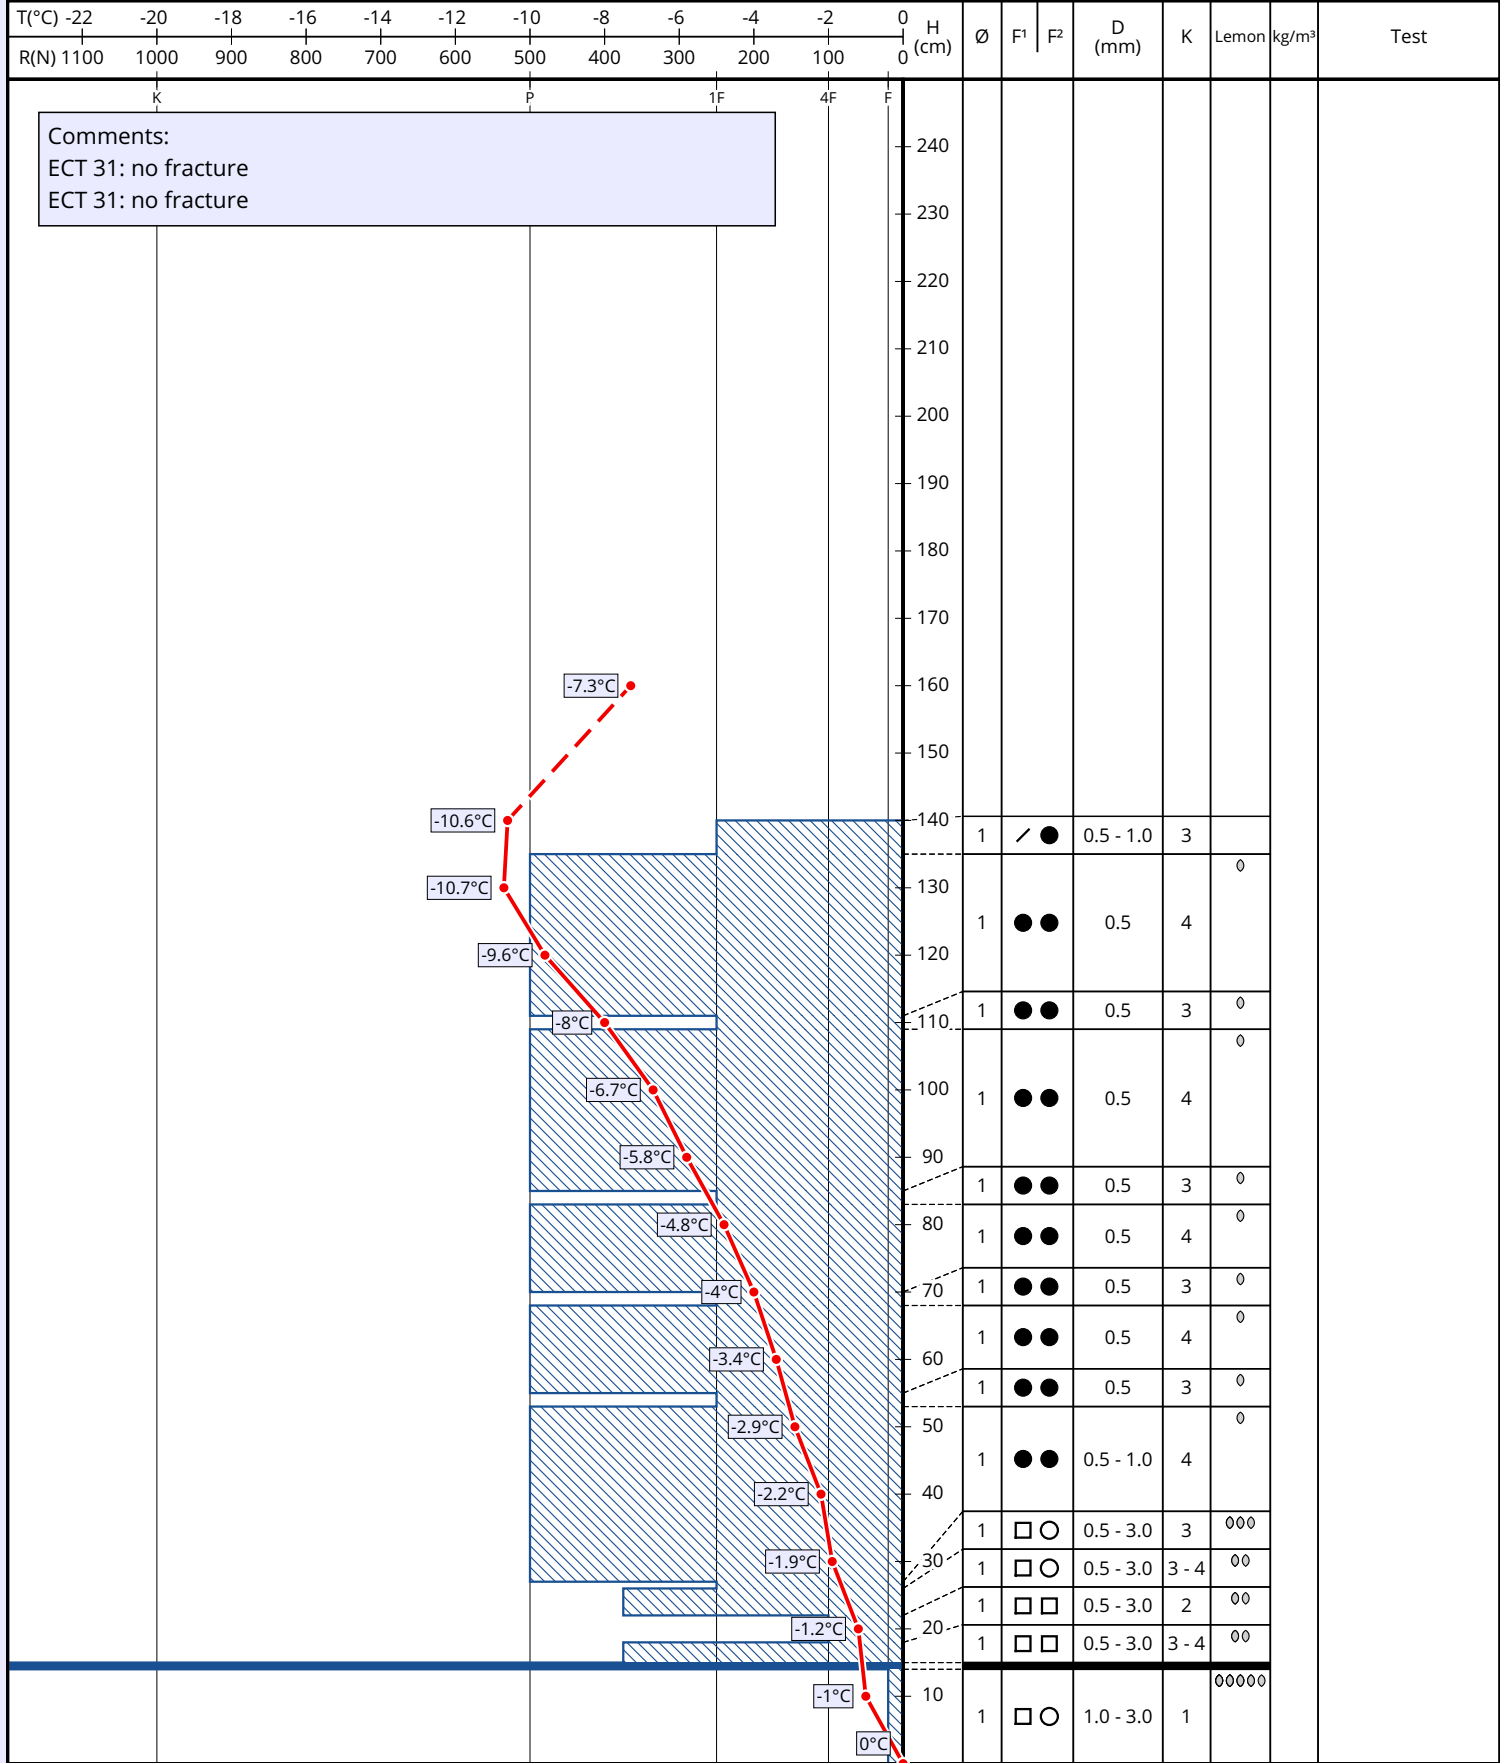 T(°C) -22 -20 -18 -16 -14 -12 -10 -8 -6 -4 -2 0
R(N) 1100 1000 900 800 700 600 500 400 300 200 100 0
H (cm) Ø F¹ F² D (mm) K Lemon kg/m³ Test
K P 1F 4F F
Comments:
ECT 31: no fracture
ECT 31: no fracture
240
230
220
210
200
190
180
170
-7.3°C 160
150
-10.6°C 140
1 0.5 - 1.0 3
-10.7°C 130
1 0.5 4
-9.6°C 120
1 0.5 3
-8°C 110
-6.7°C 100
1 0.5 4
-5.8°C 90
1 0.5 3
-4.8°C 80
1 0.5 4
-4°C 70
1 0.5 3
1 0.5 4
-3.4°C 60
1 0.5 3
-2.9°C 50
1 0.5 - 1.0 4
-2.2°C 40
1 0.5 - 3.0 3
-1.9°C 30
1 0.5 - 3.0 3 - 4
1 0.5 - 3.0 2
-1.2°C 20
1 0.5 - 3.0 3 - 4
-1°C 10
1 1.0 - 3.0 1
0°C